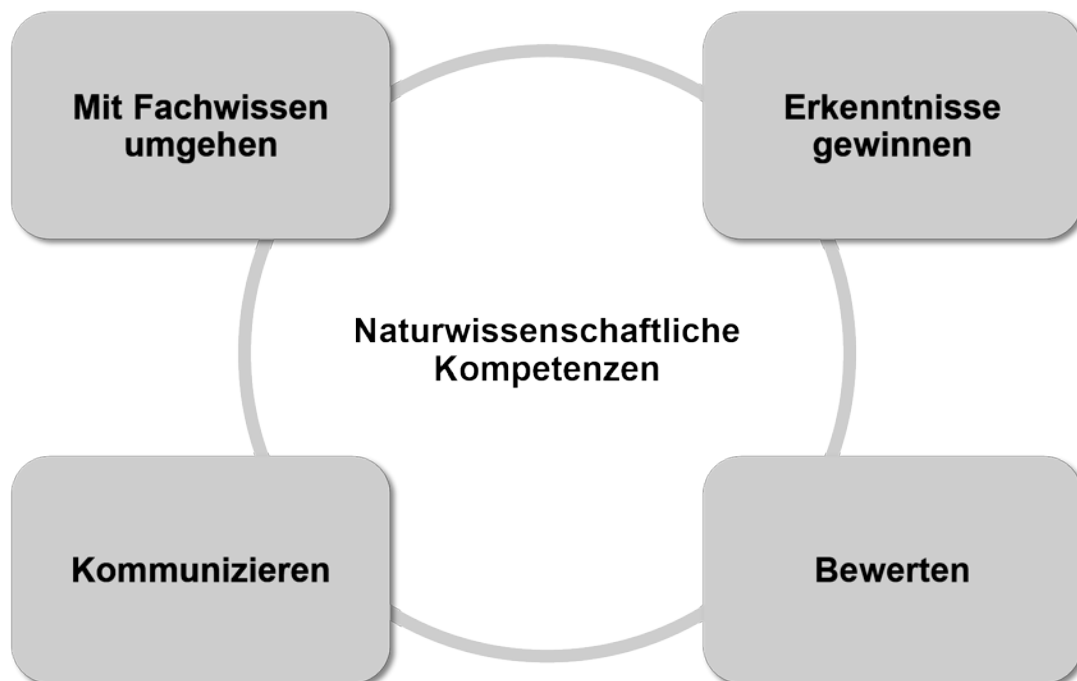 Mit Fachwissen
umgehen
Erkenntnisse
gewinnen
Naturwissenschaftliche
Kompetenzen
Kommunizieren
Bewerten